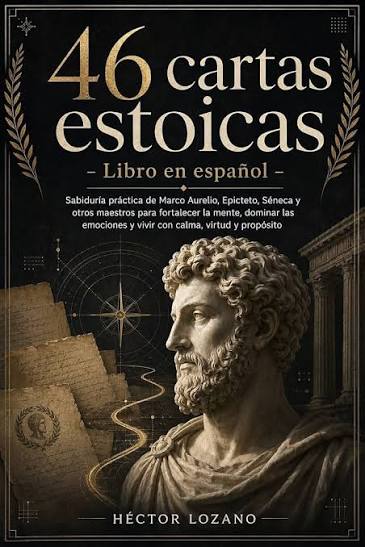 46 cartas
estoicas
– Libro en español –
Sabiduría práctica de Marco Aurelio, Epicteto, Séneca y
otros maestros para fortalecer la mente, dominar las
emociones y vivir con calma, virtud y propósito
HÉCTOR LOZANO